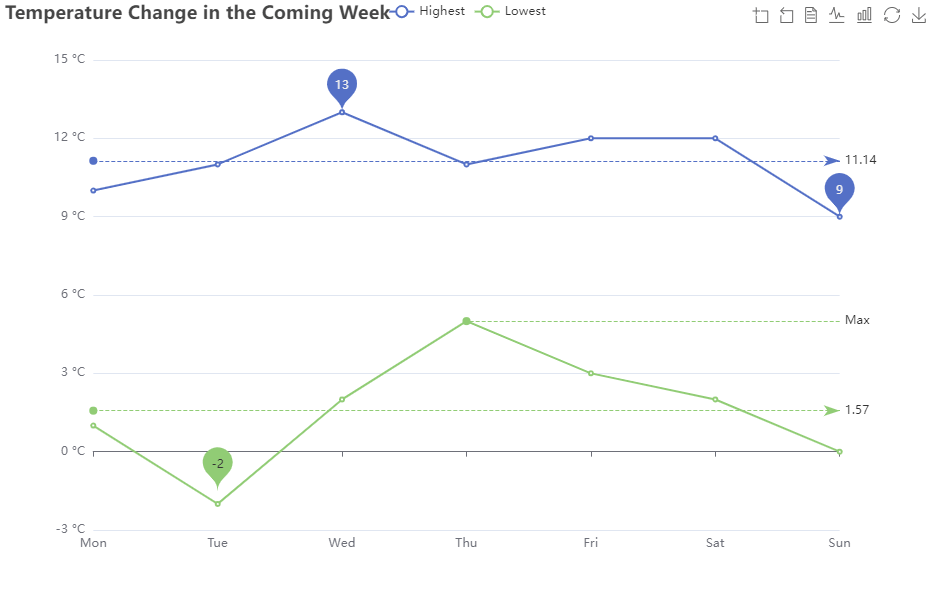 Temperature Change in the Coming Week
Highest
Lowest
15 °C
13
12 °C
11.14
9
9 °C
6 °C
Max
3 °C
1.57
0 °C
-2
-3 °C
Mon Tue Wed Thu Fri Sat Sun